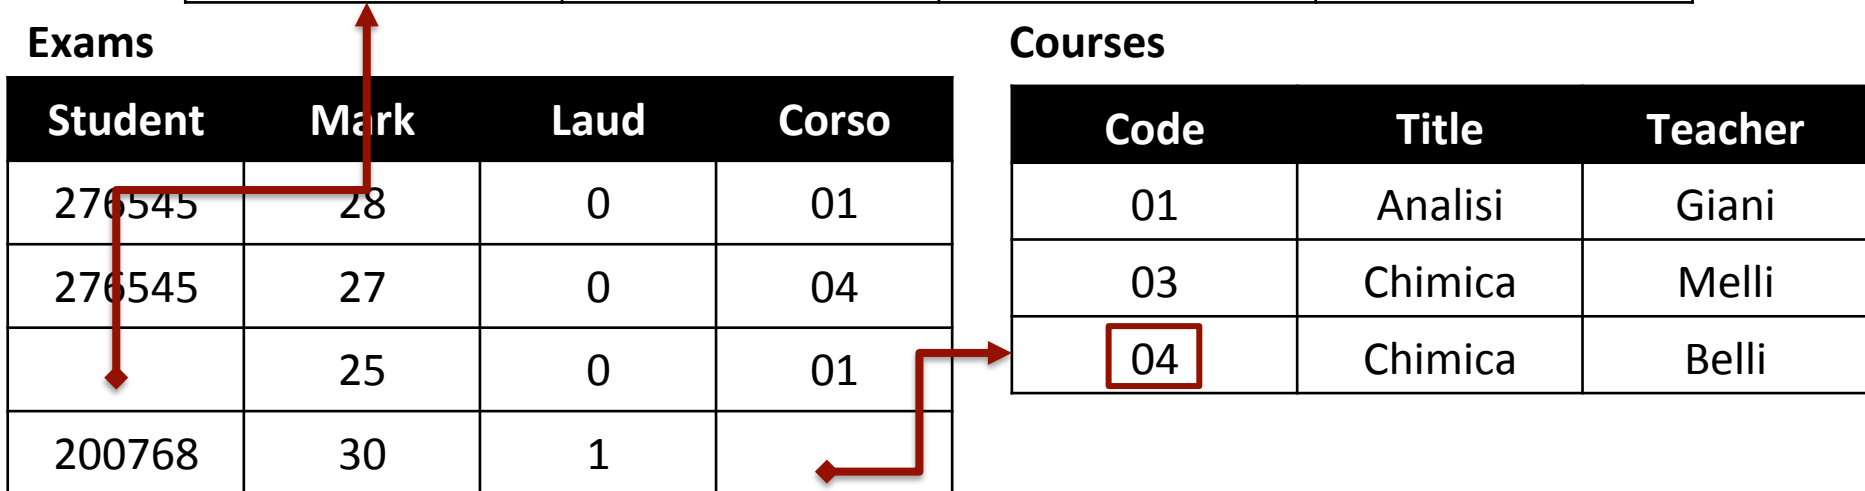 Exams
Student Mark Laud Corso
276545 28 0 01
276545 27 0 04
25 0 01
200768 30 1
Courses
Code Title Teacher
01 Analisi Giani
03 Chimica Melli
04 Chimica Belli